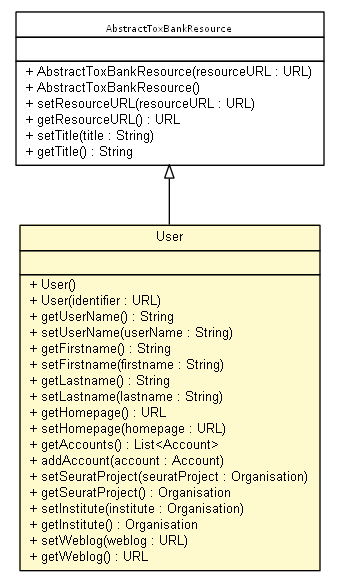 AbstractToxBankResource
+ AbstractToxBankResource(resourceURL : URL)
+ AbstractToxBankResource()
+ setResourceURL(resourceURL : URL)
+ getResourceURL() : URL
+ setTitle(title : String)
+ getTitle() : String
User
+ User()
+ User(identifier : URL)
+ getUserName() : String
+ setUserName(userName : String)
+ getFirstname() : String
+ setFirstname(firstname : String)
+ getLastname() : String
+ setLastname(lastname : String)
+ getHomepage() : URL
+ setHomepage(homepage : URL)
+ getAccounts() : List<Account>
+ addAccount(account : Account)
+ setSeuratProject(seuratProject : Organisation)
+ getSeuratProject() : Organisation
+ setInstitute(institute : Organisation)
+ getInstitute() : Organisation
+ setWeblog(weblog : URL)
+ getWeblog() : URL